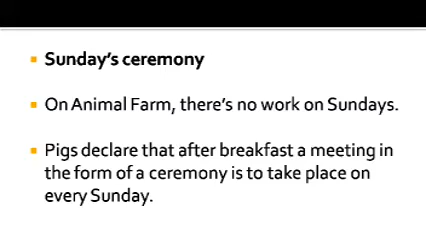 Sunday’s ceremony
On Animal Farm, there’s no work on Sundays.
Pigs declare that after breakfast a meeting in
the form of a ceremony is to take place on
every Sunday.